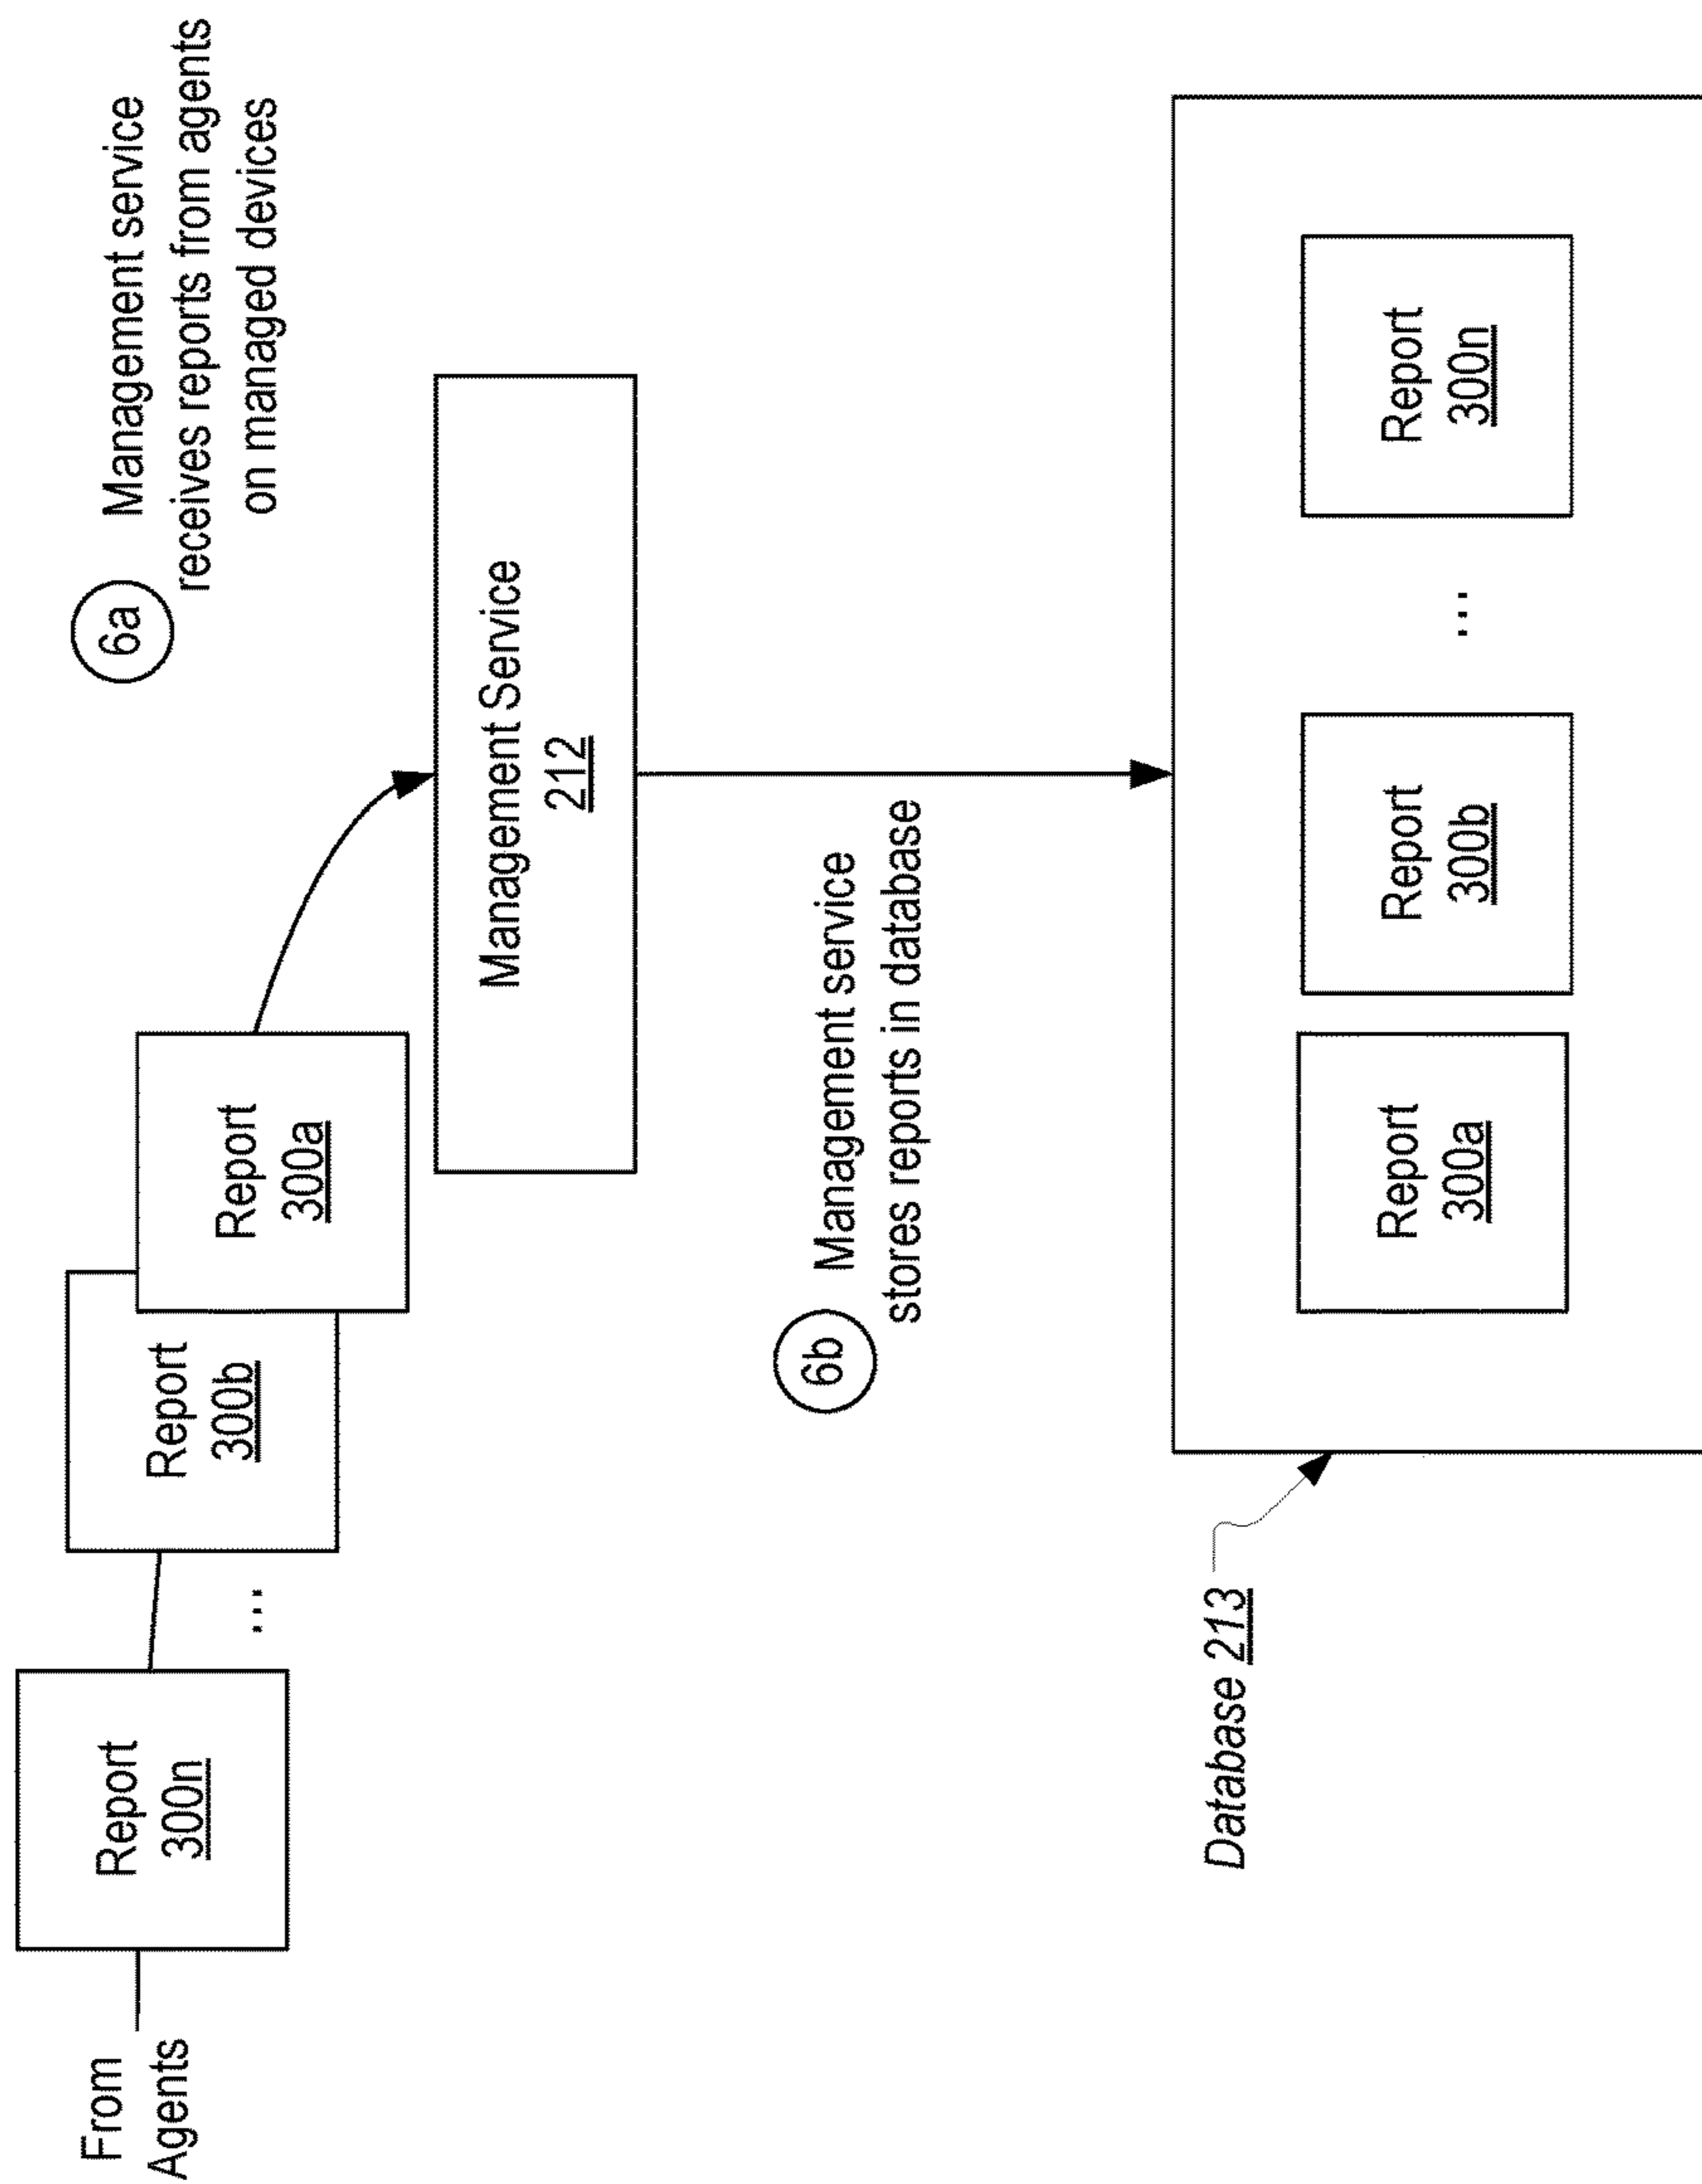 From
Agents
Report
300n
...
Report
300b
Report
300a
6a
Management service
receives reports from agents
on managed devices
Management Service
212
6b
Management service
stores reports in database
Database 213
Report
300a
Report
300b
...
Report
300n